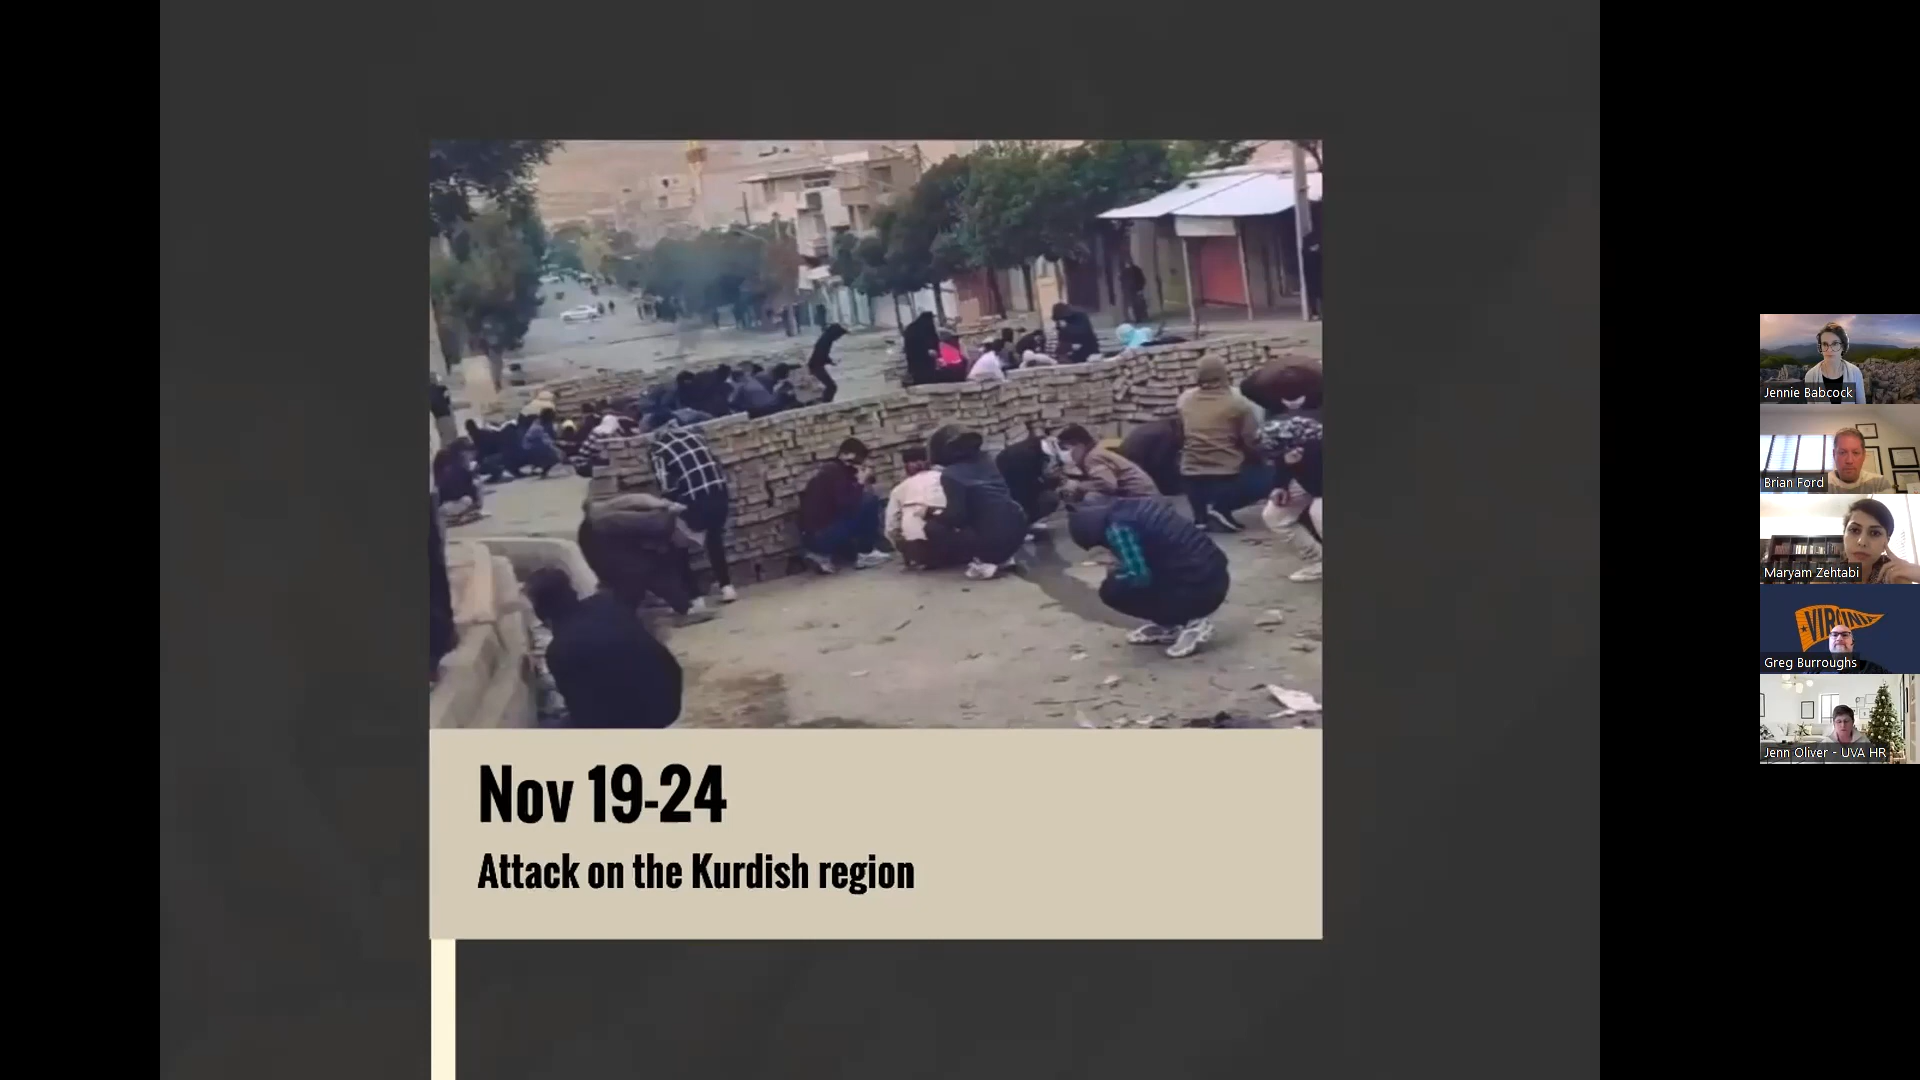 Nov 19-24
Attack on the Kurdish region
Jennie Babcock
Brian Ford
Maryam Zehtabi
VIRGINIA
Greg Burroughs
Jenn Oliver - UVA HR